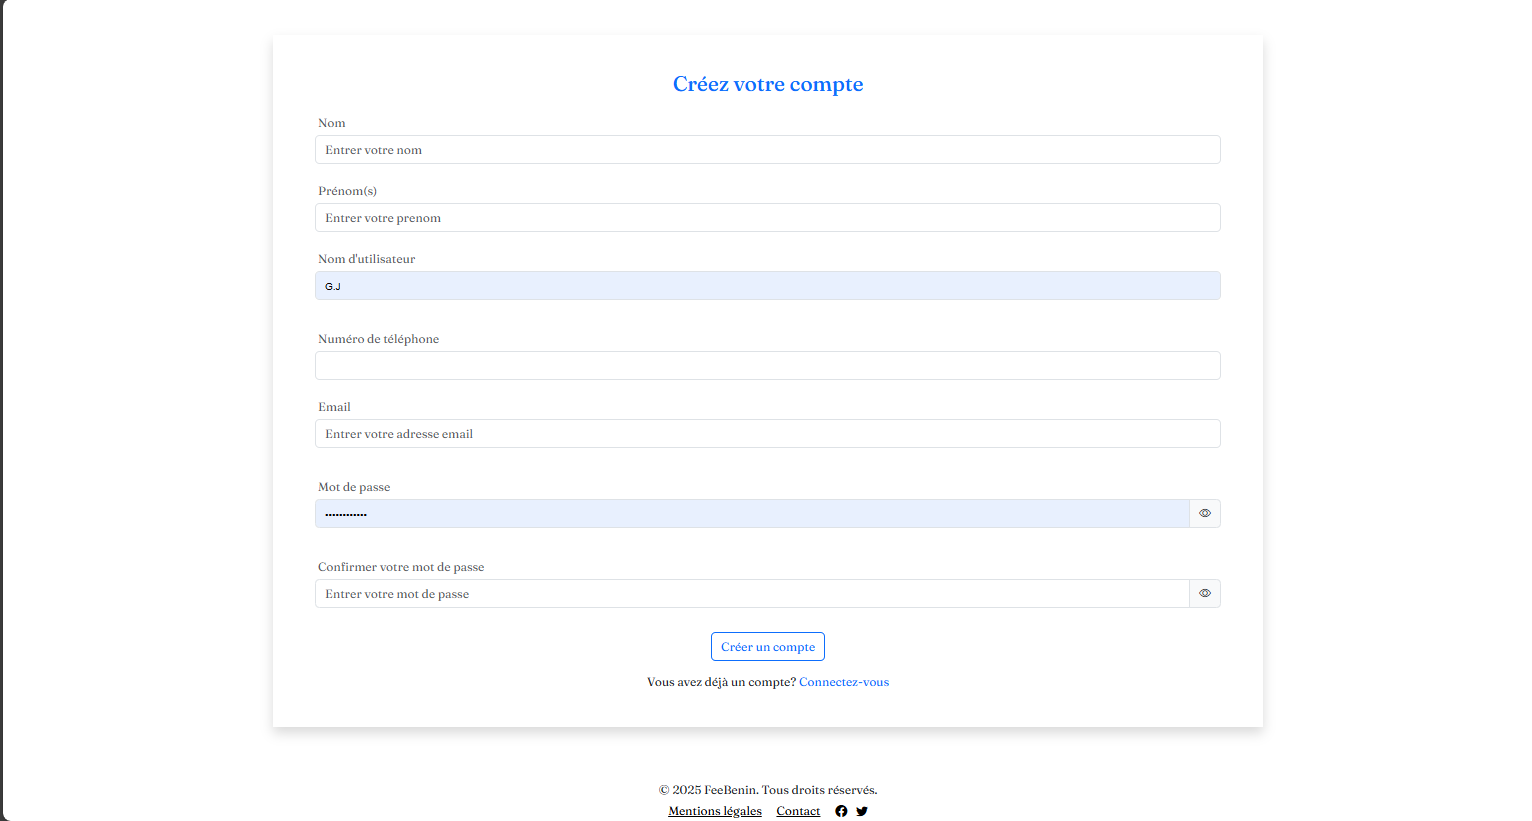 Créez votre compte
Nom
Entrer votre nom
Prénom(s)
Entrer votre prenom
Nom d'utilisateur
G.J
Numéro de téléphone
Email
Entrer votre adresse email
Mot de passe
••••••••••••
Confirmer votre mot de passe
Entrer votre mot de passe
Créer un compte
Vous avez déjà un compte? Connectez-vous
© 2025 FeeBenin. Tous droits réservés.
Mentions légales Contact